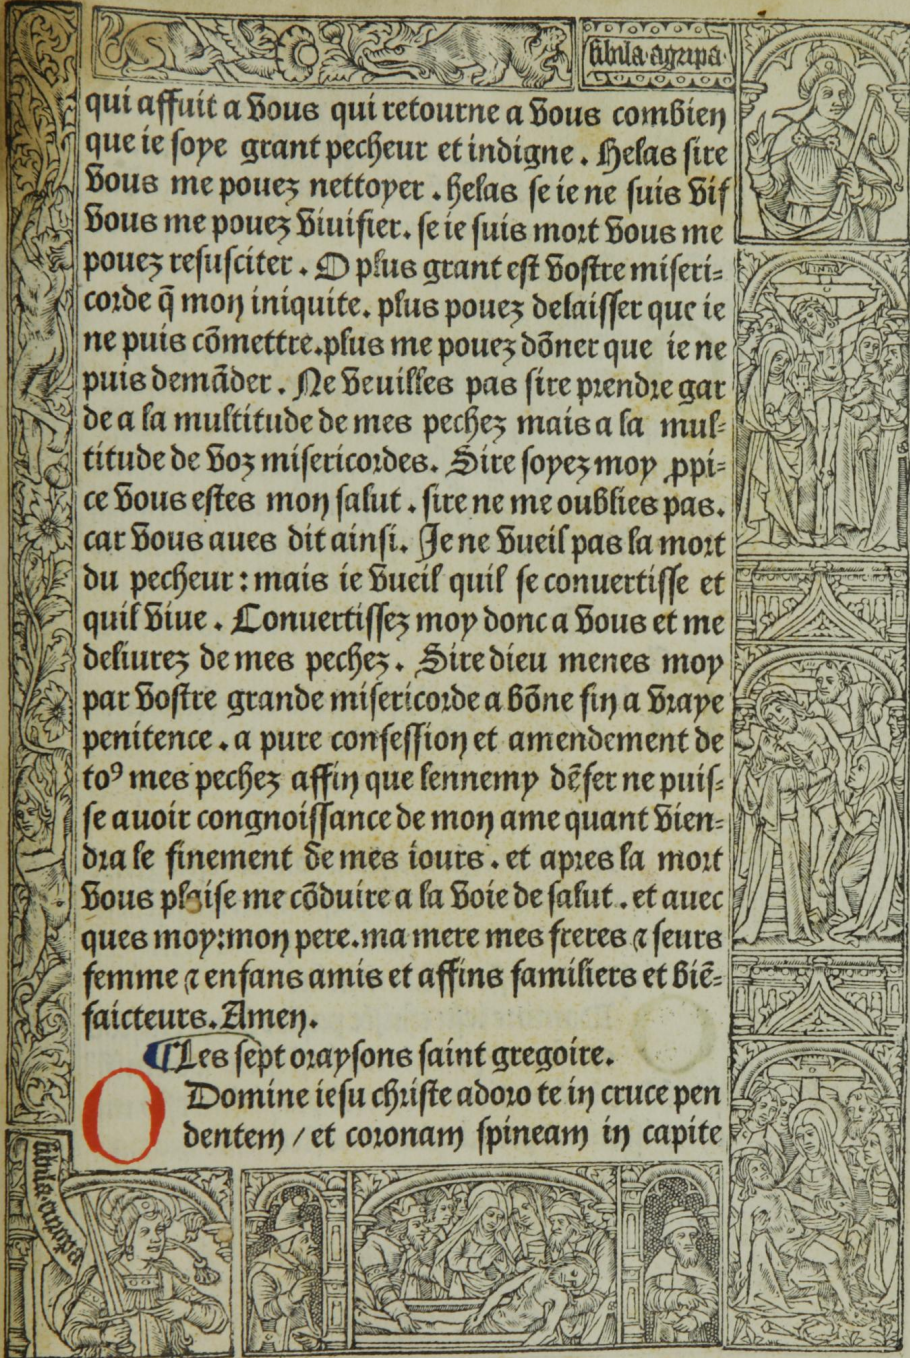 sibila·agripa·
qui affuit a vous qui retourne a vous combien
que ie soye grant pecheur et indigne. Helas sire
vous me pouez nettoyer. helas se ie ne suis vif
vous me pouez viuifier. se ie suis mort vous me
pouez resusciter. O plus grant est vostre miseri-
corde q̃ mon iniquite. plus pouez delaisser que ie
ne puis cõmettre. plus me pouez dõner que ie ne
puis demãder. Ne veuilles pas sire prendre gar
de a la multitude de mes pechez mais a la mul-
titude de voz misericordes. Sire soyez moy ꝓpi-
ce vous estes mon salut. sire ne me oublies pas.
car vous aues dit ainsi. Je ne vueil pas la mort
du pecheur: mais ie vueil quil se conuertisse et
quil viue. Conuertissez moy donc a vous et me
deliurez de mes pechez. Sire dieu menes moy
par vostre grande misericorde a bõne fin a vraye
penitence. a pure confession et amendement de
to⁹ mes pechez affin que lennemy dẽfer ne puis-
se auoir congnoissance de mon ame quant vien-
dra le finement de mes iours. et apres la mort
vous plaise me cõduire a la voie de salut. et auec
ques moy: mon pere. ma mere mes freres ⁊ seurs
femme ⁊ enfans amis et affins familiers et biẽ-
faicteurs. Amen.
¶Les sept oraysons saint gregoire.
O Domine iesu christe adoro te in cruce pen
dentem / et coronam spineam in capite